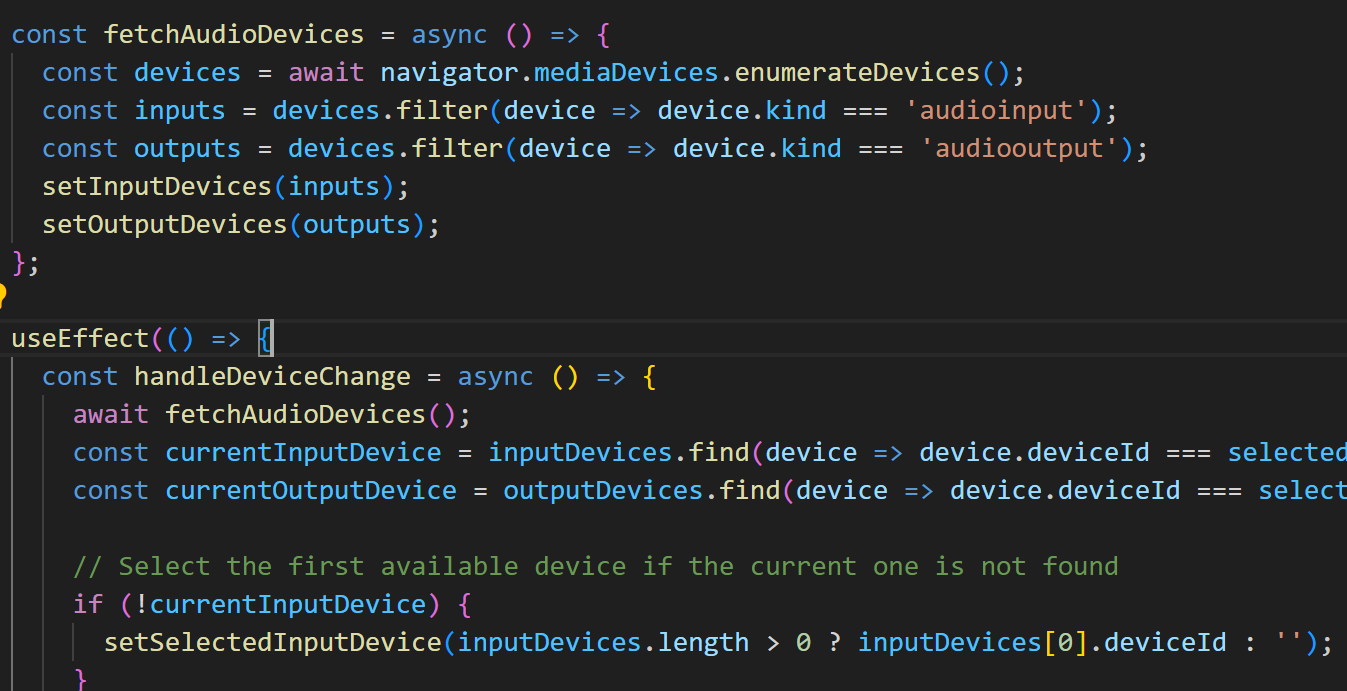 const fetchAudioDevices = async () => {
  const devices = await navigator.mediaDevices.enumerateDevices();
  const inputs = devices.filter(device => device.kind === 'audioinput');
  const outputs = devices.filter(device => device.kind === 'audiooutput');
  setInputDevices(inputs);
  setOutputDevices(outputs);
};
useEffect(() => {
  const handleDeviceChange = async () => {
    await fetchAudioDevices();
    const currentInputDevice = inputDevices.find(device => device.deviceId === selected
    const currentOutputDevice = outputDevices.find(device => device.deviceId === select
    // Select the first available device if the current one is not found
    if (!currentInputDevice) {
      setSelectedInputDevice(inputDevices.length > 0 ? inputDevices[0].deviceId : '');
    }